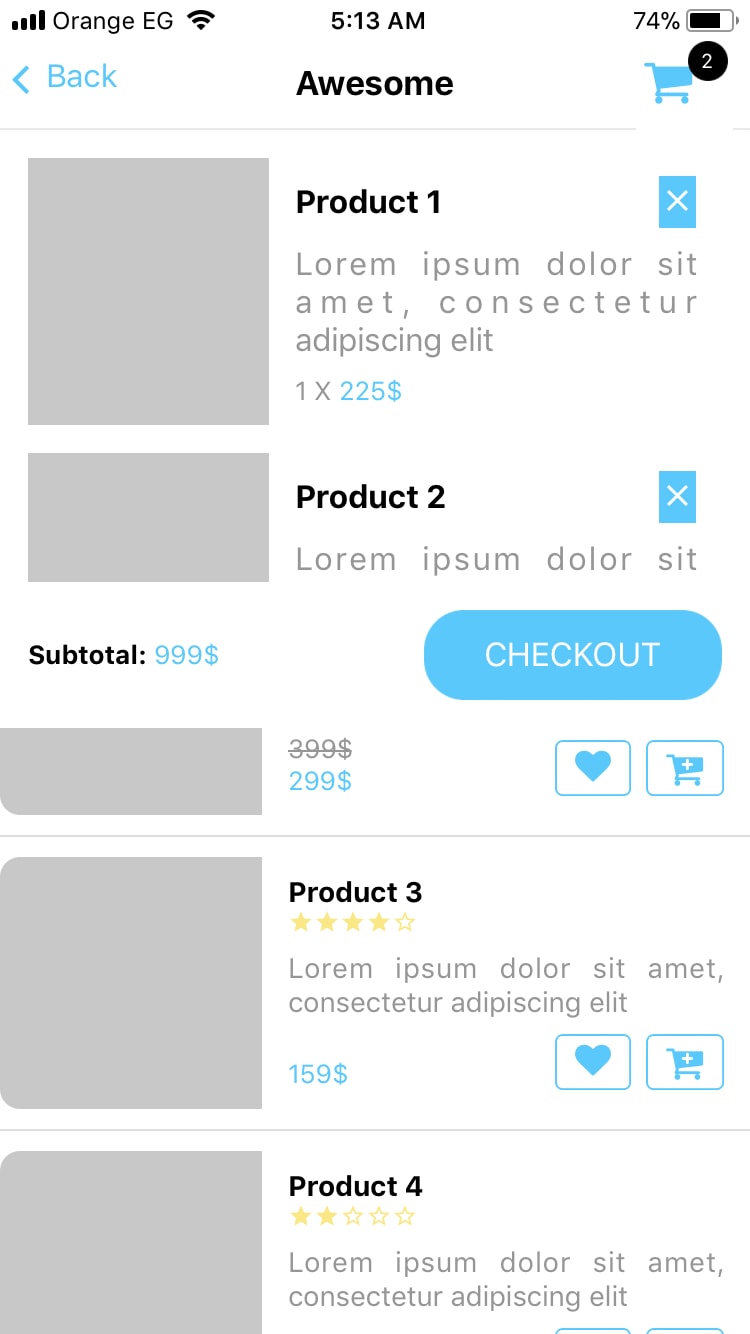 Orange EG 5:13 AM 74%
Back Awesome 2
Product 1
Lorem ipsum dolor sit
amet, consectetur
adipiscing elit
1 X 225$
Product 2
Lorem ipsum dolor sit
Subtotal: 999$ CHECKOUT
399$
299$
Product 3
Lorem ipsum dolor sit amet,
consectetur adipiscing elit
159$
Product 4
Lorem ipsum dolor sit amet,
consectetur adipiscing elit